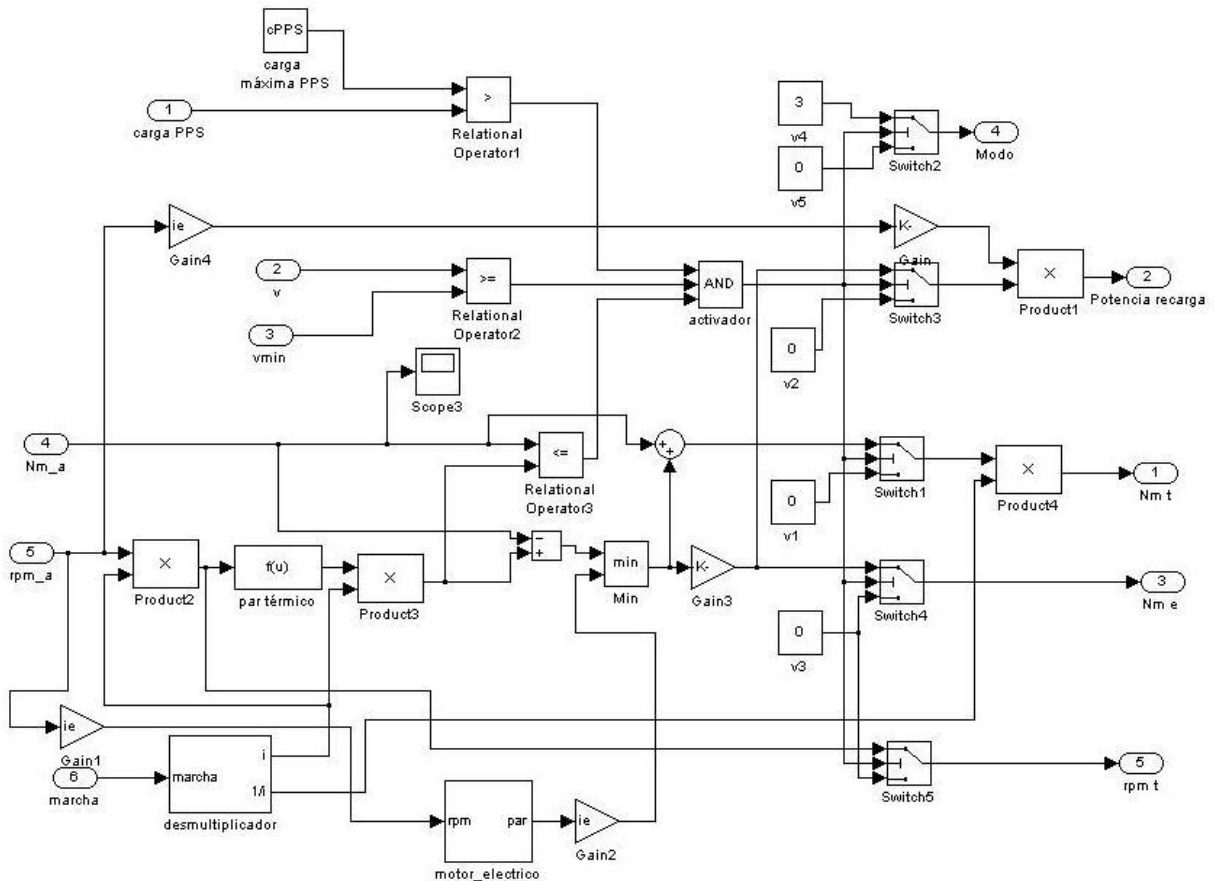 cPPS
carga
máxima PPS
1
carga PPS
>
Relational
Operator1
3
v4
0
v5
Switch2
4
Modo
ie
Gain4
K-
Gain
2
v
>=
Relational
Operator2
3
vmin
AND
activador
Switch3
×
Product1
2
Potencia recarga
0
v2
Scope3
4
Nm_a
<=
Relational
Operator3
+
+
Switch1
0
v1
×
Product4
1
Nm t
5
rpm_a
×
Product2
f(u)
par térmico
×
Product3
−
+
min
Min
K-
Gain3
Switch4
3
Nm e
0
v3
ie
Gain1
6
marcha
marcha
i
1/i
desmultiplicador
rpm
par
motor_electrico
ie
Gain2
Switch5
5
rpm t